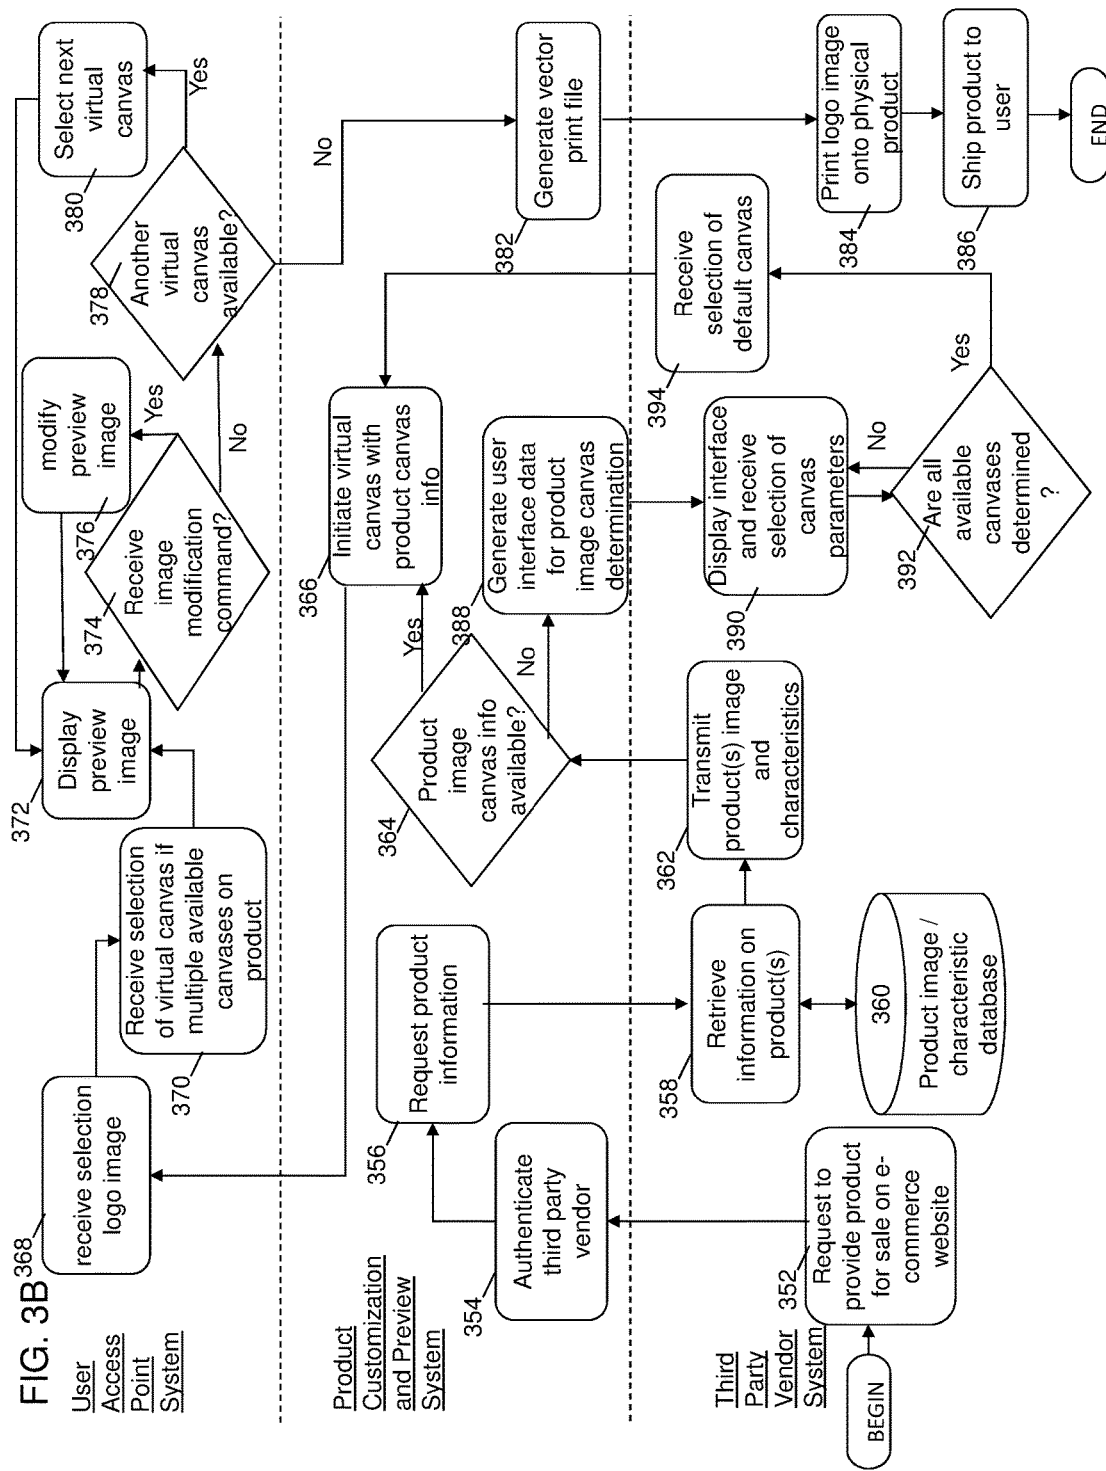 FIG. 3B
User
Access
Point
System
368
receive selection
logo image
370
Receive selection
of virtual canvas if
multiple available
canvases on
product
372
Display
preview
image
374
Receive
image
modification
command?
Yes
No
376
modify
preview
image
378
Another
virtual
canvas
available?
Yes
No
380
Select next
virtual
canvas
Product
Customization
and Preview
System
354
Authenticate
third party
vendor
356
Request product
information
364
Product
image
canvas info
available?
Yes
No
366
Initiate virtual
canvas with
product canvas
info
388
Generate user
interface data
for product
image canvas
determination
382
Generate vector
print file
Third
Party
Vendor
System
BEGIN
352
Request to
provide product
for sale on e-
commerce
website
358
Retrieve
information on
product(s)
360
Product image /
characteristic
database
362
Transmit
product(s) image
and
characteristics
390
Display interface
and receive
selection of
canvas
parameters
392
Are all
available
canvases
determined
?
No
Yes
394
Receive
selection of
default canvas
384
Print logo image
onto physical
product
386
Ship product to
user
END